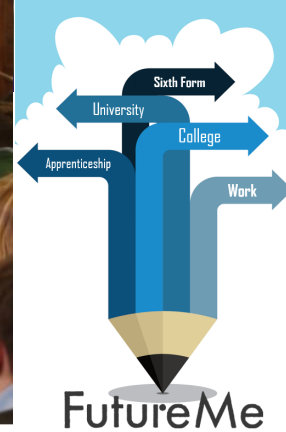 Sixth Form
University
College
Apprenticeship
Work
FutureMe